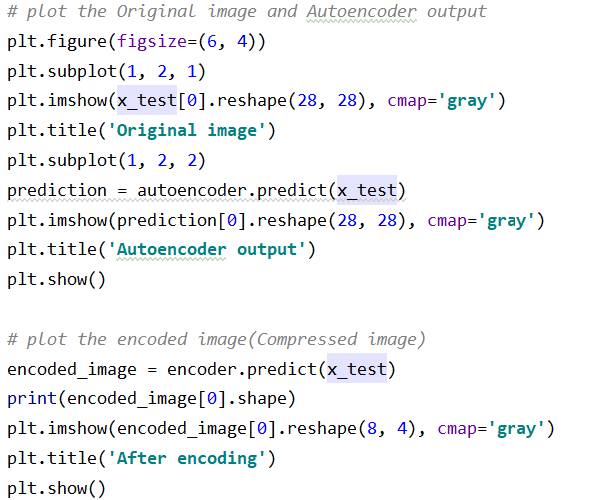 # plot the Original image and Autoencoder output
plt.figure(figsize=(6, 4))
plt.subplot(1, 2, 1)
plt.imshow(x_test[0].reshape(28, 28), cmap='gray')
plt.title('Original image')
plt.subplot(1, 2, 2)
prediction = autoencoder.predict(x_test)
plt.imshow(prediction[0].reshape(28, 28), cmap='gray')
plt.title('Autoencoder output')
plt.show()
# plot the encoded image(Compressed image)
encoded_image = encoder.predict(x_test)
print(encoded_image[0].shape)
plt.imshow(encoded_image[0].reshape(8, 4), cmap='gray')
plt.title('After encoding')
plt.show()